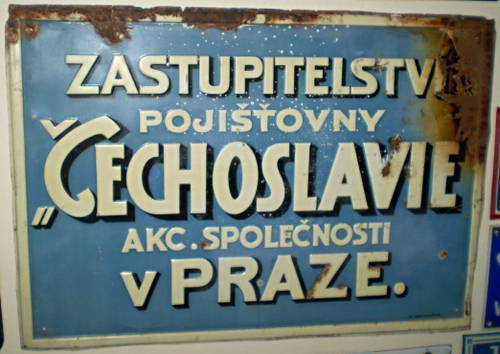 ZASTUPITELSTVÍ
POJIŠŤOVNY
„ČECHOSLAVIE
AKC. SPOLEČNOSTI
V PRAZE.